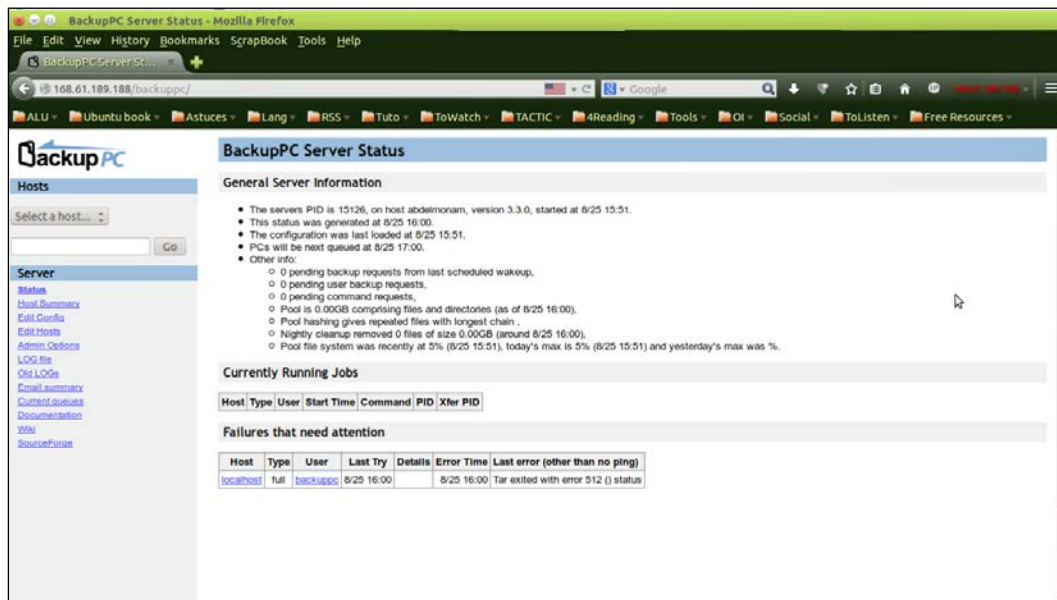 BackupPC Server Status - Mozilla Firefox
File Edit View History Bookmarks ScrapBook Tools Help
BackupPC Server St...
168.61.189.188/backuppc/
Google
ALU Ubuntu book Astuces Lang RSS Tuto ToWatch TACTIC 4Reading Tools OI Social ToListen Free Resources
BackupPC
Hosts
Select a host...
Go
Server
Status
Host Summary
Edit Config
Edit Hosts
Admin Options
LOG file
Old LOGs
Email summary
Current queues
Documentation
Wiki
SourceForge
BackupPC Server Status
General Server Information
The servers PID is 15126, on host abdelmonam, version 3.3.0, started at 8/25 15:51.
This status was generated at 8/25 16:00.
The configuration was last loaded at 8/25 15:51.
PCs will be next queued at 8/25 17:00.
Other info:
0 pending backup requests from last scheduled wakeup,
0 pending user backup requests,
0 pending command requests,
Pool is 0.00GB comprising files and directories (as of 8/25 16:00),
Pool hashing gives repeated files with longest chain ,
Nightly cleanup removed 0 files of size 0.00GB (around 8/25 16:00),
Pool file system was recently at 5% (8/25 15:51), today's max is 5% (8/25 15:51) and yesterday's max was %.
Currently Running Jobs
Host Type User Start Time Command PID Xfer PID
Failures that need attention
Host Type User Last Try Details Error Time Last error (other than no ping)
localhost full backuppc 8/25 16:00 8/25 16:00 Tar exited with error 512 () status